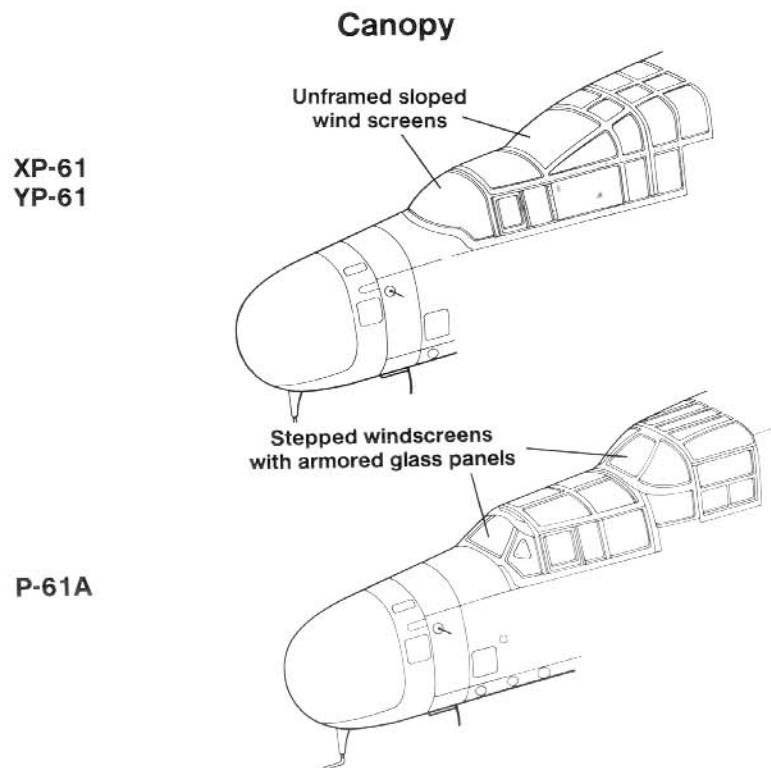 Canopy
Unframed sloped
wind screens
XP-61
YP-61
Stepped windscreens
with armored glass panels
P-61A